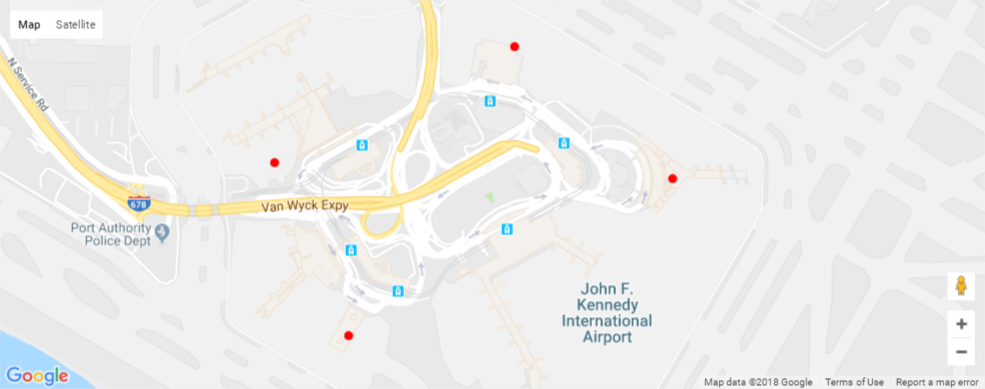 Map Satellite
N Service Rd
678
Van Wyck Expy
Port Authority
Police Dept
John F.
Kennedy
International
Airport
+
−
Google
Map data ©2018 Google Terms of Use Report a map error